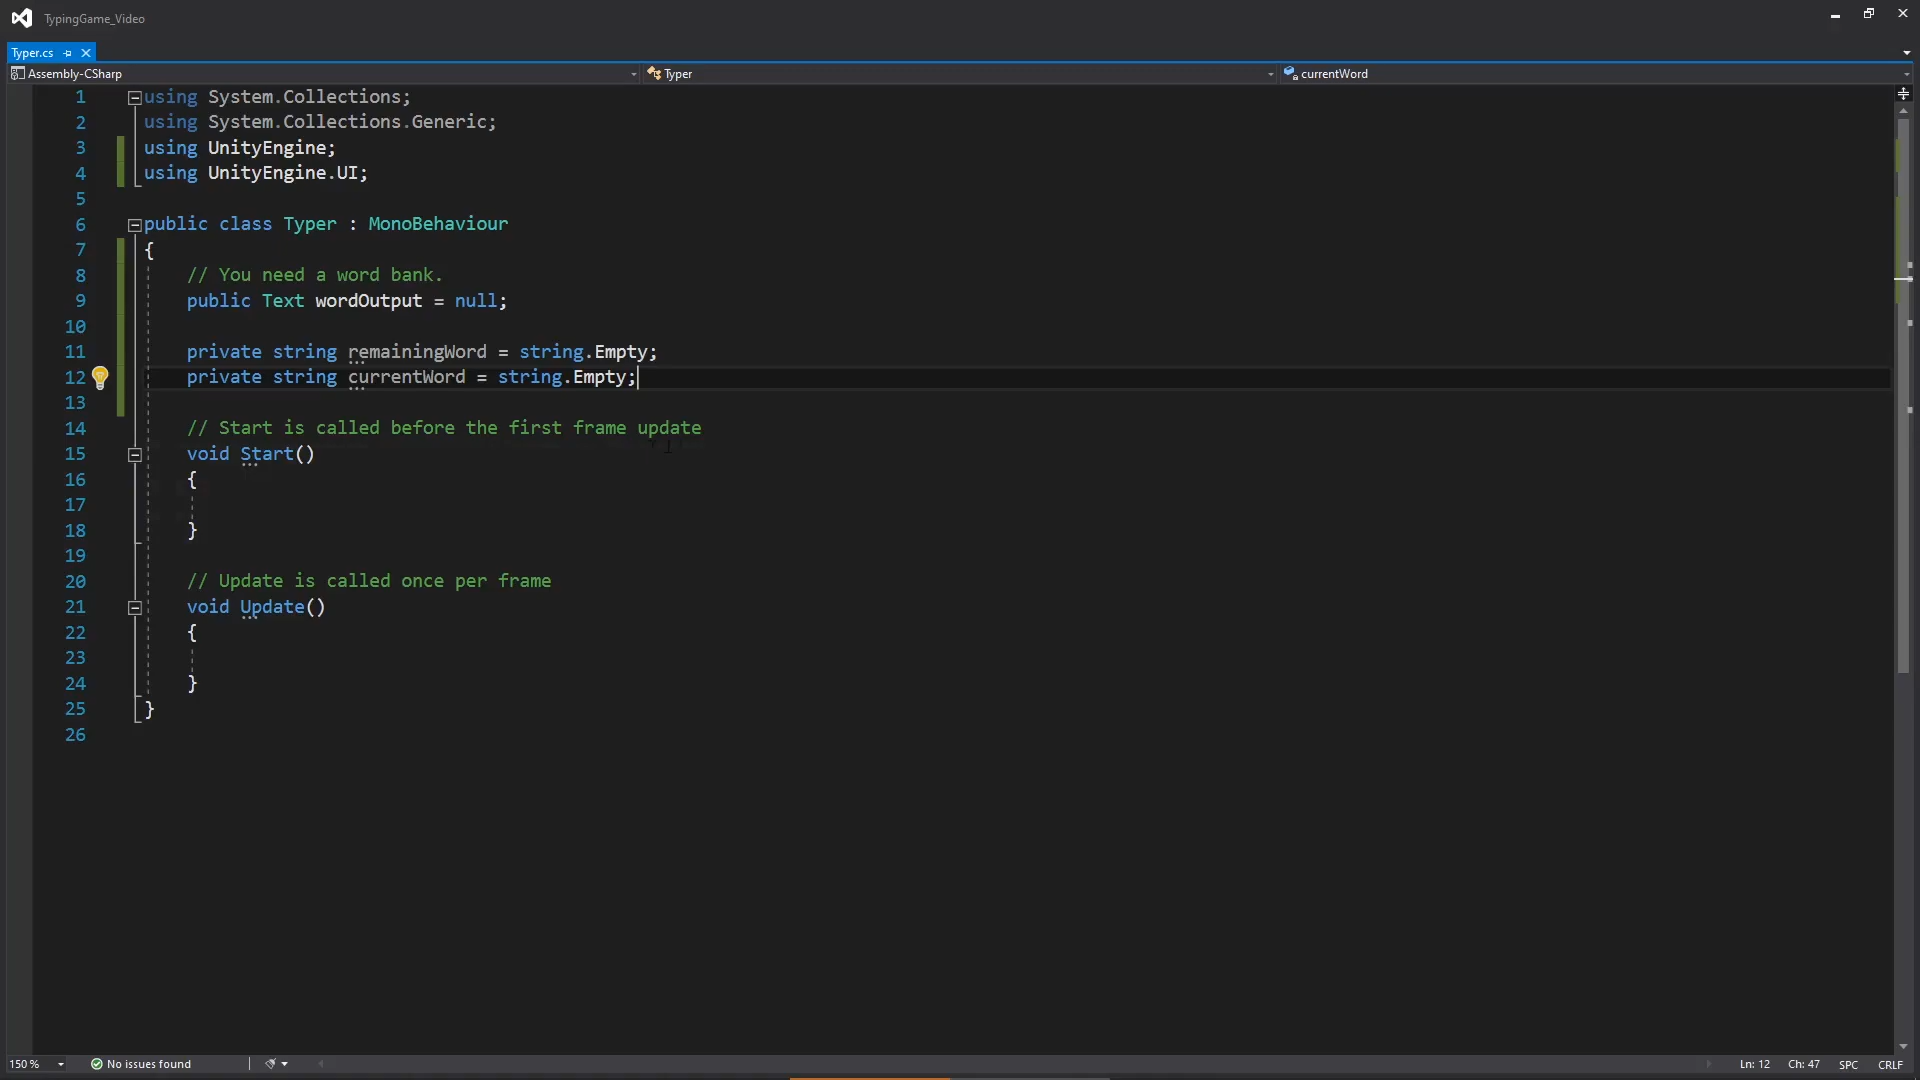 TypingGame_Video
Typer.cs
Assembly-CSharp Typer currentWord
1 using System.Collections;
2 using System.Collections.Generic;
3 using UnityEngine;
4 using UnityEngine.UI;
5
6 public class Typer : MonoBehaviour
7 {
8 // You need a word bank.
9 public Text wordOutput = null;
10
11 private string remainingWord = string.Empty;
12 private string currentWord = string.Empty;
13
14 // Start is called before the first frame update
15 void Start()
16 {
17
18 }
19
20 // Update is called once per frame
21 void Update()
22 {
23
24 }
25 }
26
150 % No issues found Ln: 12 Ch: 47 SPC CRLF